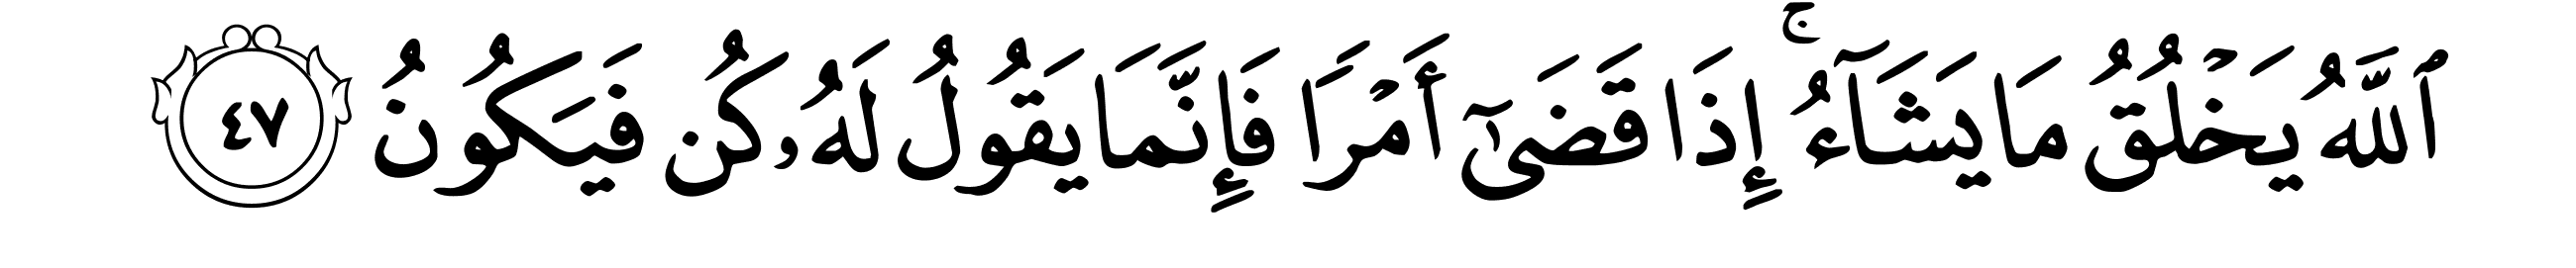 ٱللَّهُ يَخۡلُقُ مَا يَشَآءُۚ إِذَا قَضَىٰٓ أَمۡرٗا فَإِنَّمَا يَقُولُ لَهُۥ كُن فَيَكُونُ ٤٧